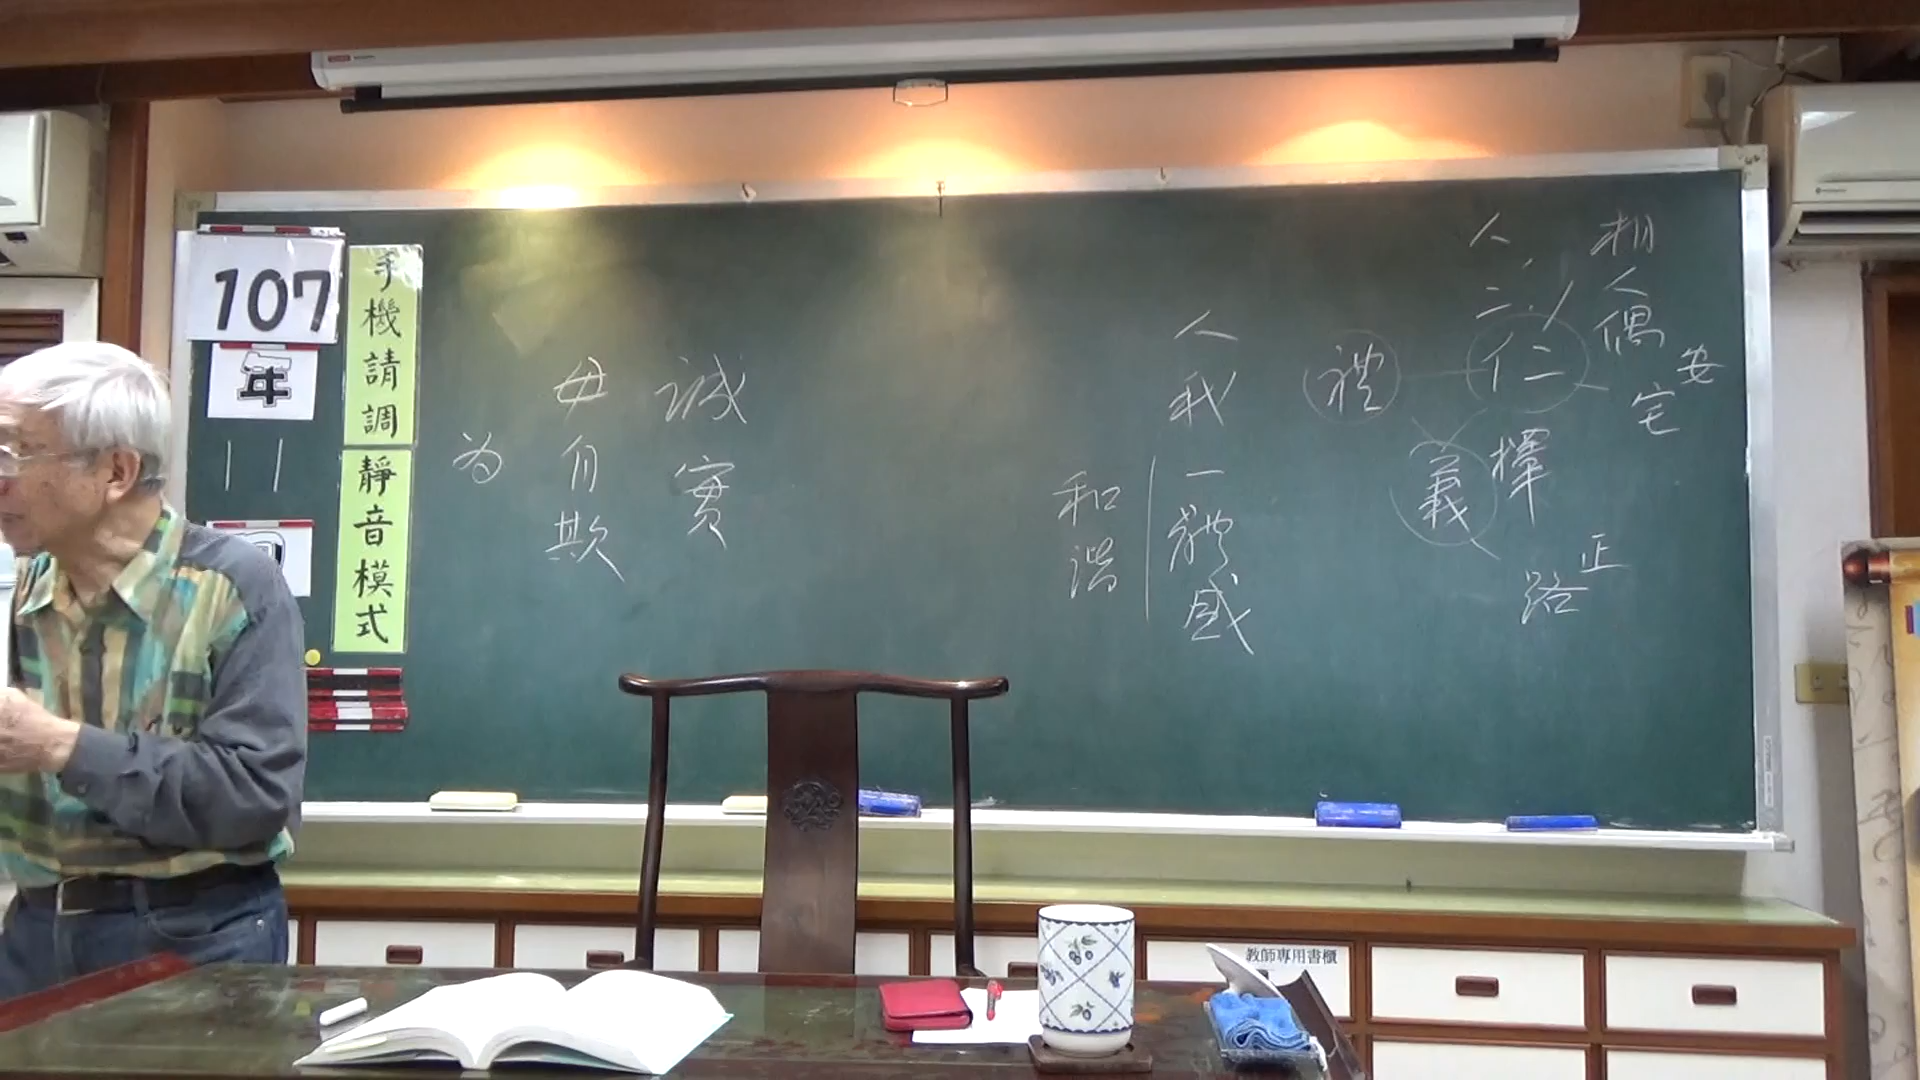 107
年
11
手機請調
靜音模式
相人偶
安宅
人二
仁
禮
義
擇
正路
人我一體感
和諧
誠實
毋自欺
為
教師專用書櫃